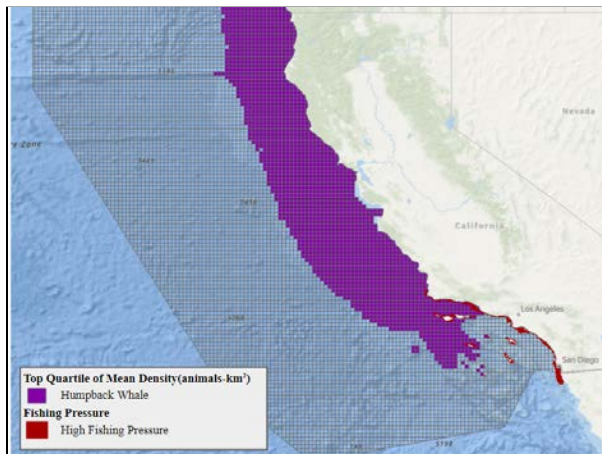 Nevada
Zone
California
Los Angeles
San Diego
Top Quartile of Mean Density(animals-km²)
Humpback Whale
Fishing Pressure
High Fishing Pressure